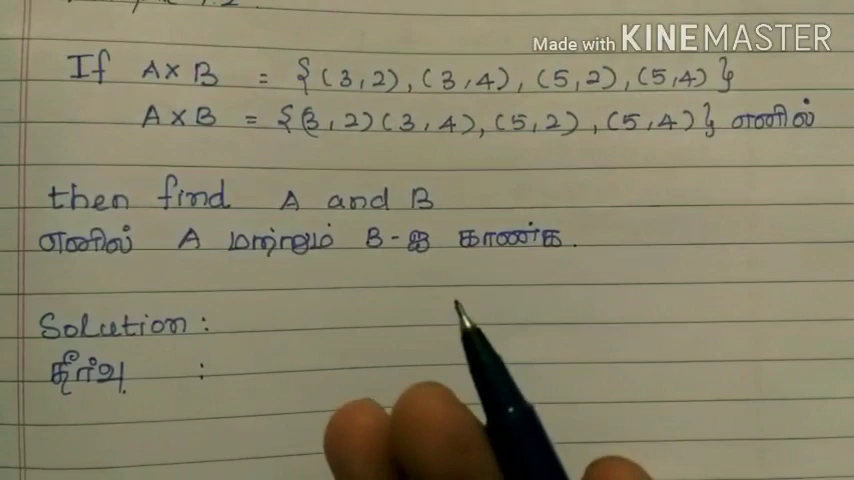 Made with KINEMASTER
If A×B = {(3,2),(3,4),(5,2),(5,4)}
A×B = {(3,2)(3,4),(5,2),(5,4)} எனில்
then find A and B
எனில் A மற்றும் B-ஐ காண்க.
Solution :
தீர்வு :